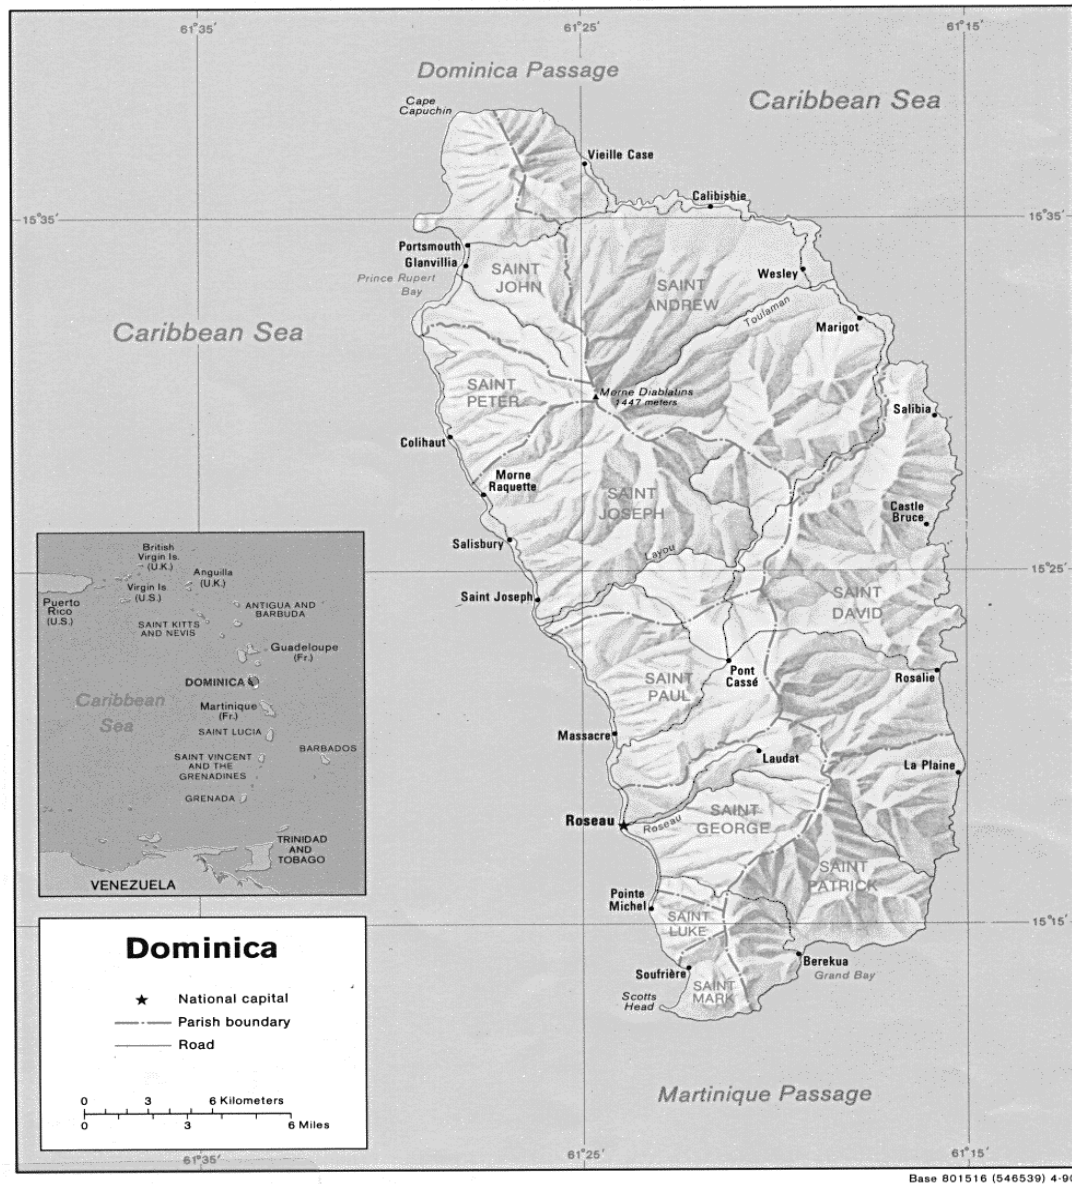 61°35′
61°25′
61°15′
Dominica Passage
Caribbean Sea
Cape
Capuchin
Vieille Case
Calibishie
15°35′
15°35′
Portsmouth
Glanvillia
Prince Rupert
Bay
SAINT
JOHN
SAINT
ANDREW
Wesley
Toulaman
Marigot
Caribbean Sea
SAINT
PETER
Morne Diablatins
1447 meters
Salibia
Colihaut
Morne
Raquette
SAINT
JOSEPH
Castle
Bruce
Salisbury
Layou
15°25′
Saint Joseph
SAINT
DAVID
Pont
Cassé
Rosalie
SAINT
PAUL
Massacre
Laudat
La Plaine
Roseau
Roseau
SAINT
GEORGE
SAINT
PATRICK
Pointe
Michel
SAINT
LUKE
15°15′
Soufrière
Berekua
Grand Bay
Scotts
Head
SAINT
MARK
Martinique Passage
British
Virgin Is.
(U.K.)
Anguilla
(U.K.)
Virgin Is
(U.S.)
Puerto
Rico
(U.S.)
ANTIGUA AND
BARBUDA
SAINT KITTS
AND NEVIS
Guadeloupe
(Fr.)
DOMINICA
Caribbean
Sea
Martinique
(Fr.)
SAINT LUCIA
BARBADOS
SAINT VINCENT
AND THE
GRENADINES
GRENADA
TRINIDAD
AND
TOBAGO
VENEZUELA
Dominica
National capital
Parish boundary
Road
0 3 6 Kilometers
0 3 6 Miles
61°35′
61°25′
61°15′
Base 801516 (546539) 4-90